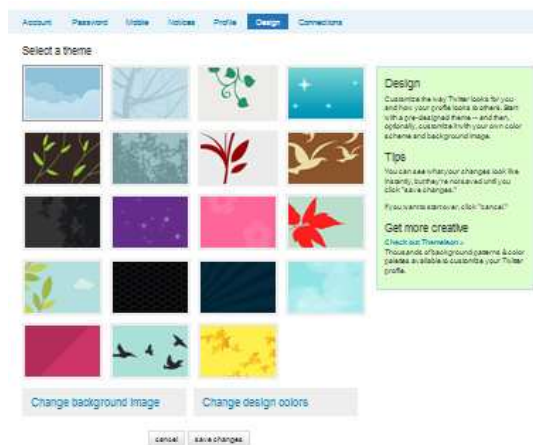 Account Password Mobile Notices Profile Design Connections
Select a theme
Design
Customize the way Twitter looks for you
and how your profile looks to others. Start
with a pre-designed theme — and then,
optionally, customize it with your own color
scheme and background image.
Tips
You can see what your changes look like
instantly, but they're not saved until you
click "save changes."
If you want to start over, click "cancel."
Get more creative
Check out Themeleon »
Thousands of background patterns & color
palettes available to customize your Twitter
profile.
Change background image Change design colors
cancel save changes